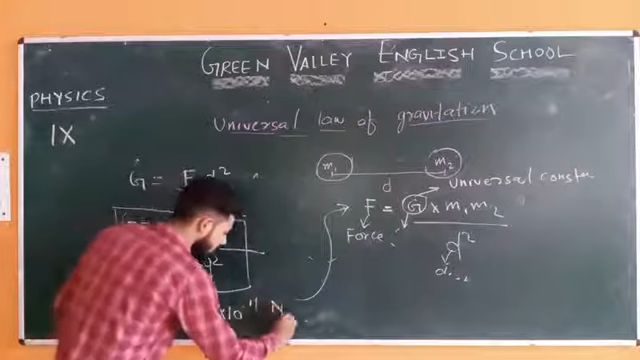 GREEN VALLEY ENGLISH SCHOOL
PHYSICS
IX
Universal law of gravitation
G = F d²
m₁ m₂
d
Universal
F = G × m₁ m₂
d²
Force
×10⁻¹¹ N